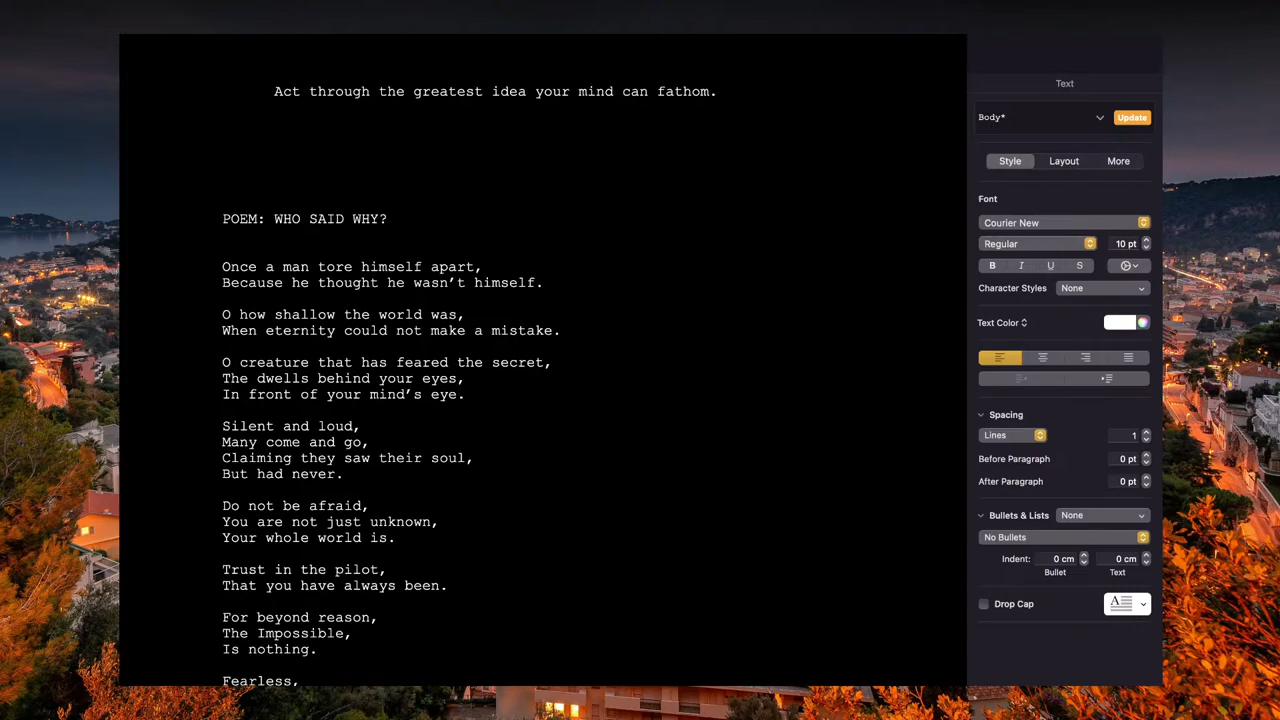 Act through the greatest idea your mind can fathom.
POEM: WHO SAID WHY?
Once a man tore himself apart,
Because he thought he wasn't himself.
O how shallow the world was,
When eternity could not make a mistake.
O creature that has feared the secret,
The dwells behind your eyes,
In front of your mind's eye.
Silent and loud,
Many come and go,
Claiming they saw their soul,
But had never.
Do not be afraid,
You are not just unknown,
Your whole world is.
Trust in the pilot,
That you have always been.
For beyond reason,
The Impossible,
Is nothing.
Fearless,
Text
Body*
Update
Style Layout More
Font
Courier New
Regular 10 pt
B I U S
Character Styles None
Text Color
Spacing
Lines 1
Before Paragraph 0 pt
After Paragraph 0 pt
Bullets & Lists None
No Bullets
Indent: 0 cm 0 cm
Bullet Text
Drop Cap A